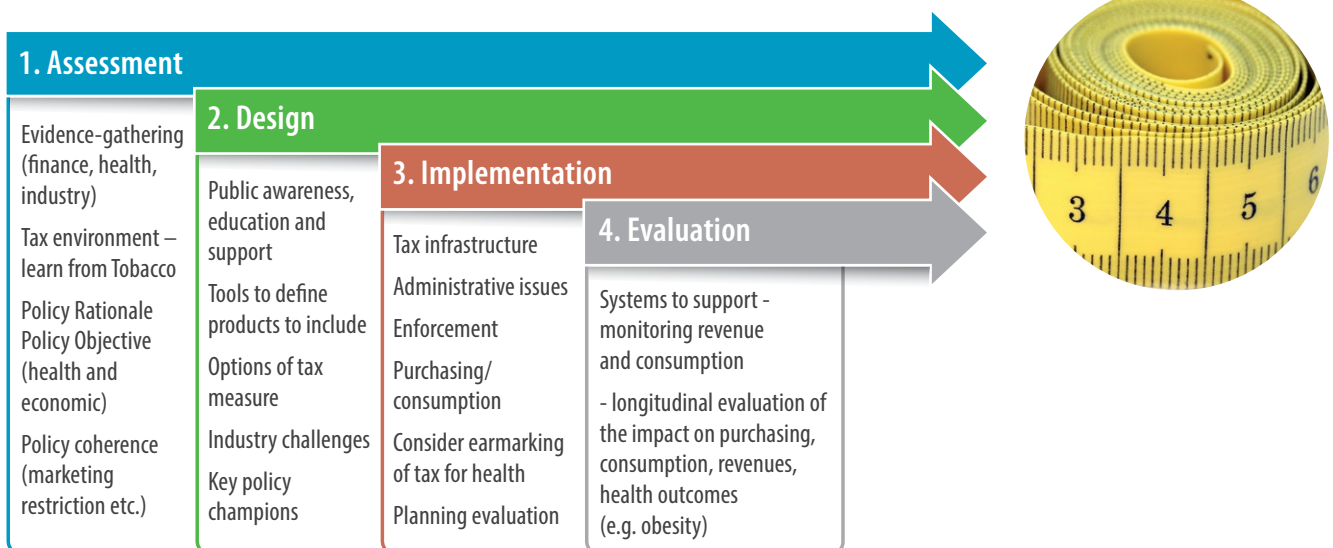 1. Assessment
Evidence-gathering
(finance, health,
industry)
Tax environment –
learn from Tobacco
Policy Rationale
Policy Objective
(health and
economic)
Policy coherence
(marketing
restriction etc.)
2. Design
Public awareness,
education and
support
Tools to define
products to include
Options of tax
measure
Industry challenges
Key policy
champions
3. Implementation
Tax infrastructure
Administrative issues
Enforcement
Purchasing/
consumption
Consider earmarking
of tax for health
Planning evaluation
4. Evaluation
Systems to support -
monitoring revenue
and consumption
- longitudinal evaluation of
the impact on purchasing,
consumption, revenues,
health outcomes
(e.g. obesity)
3 4 5 6